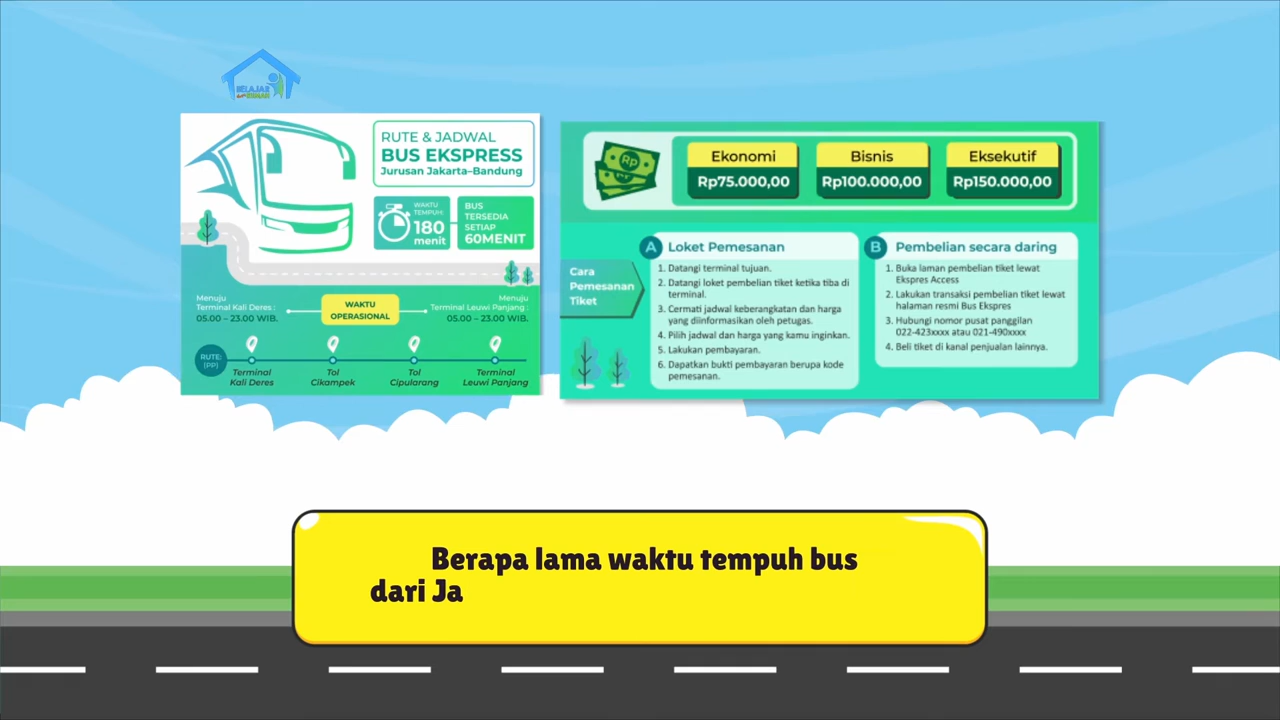 BELAJAR
dari RUMAH
RUTE & JADWAL
BUS EKSPRESS
Jurusan Jakarta–Bandung
WAKTU
TEMPUH:
180
menit
BUS
TERSEDIA
SETIAP
60MENIT
Menuju
Terminal Kali Deres :
05.00 – 23.00 WIB.
WAKTU
OPERASIONAL
Menuju
Terminal Leuwi Panjang :
05.00 – 23.00 WIB.
RUTE:
(PP)
Terminal
Kali Deres
Tol
Cikampek
Tol
Cipularang
Terminal
Leuwi Panjang
Rp
Ekonomi
Rp75.000,00
Bisnis
Rp100.000,00
Eksekutif
Rp150.000,00
Cara
Pemesanan
Tiket
A Loket Pemesanan
1. Datangi terminal tujuan.
2. Datangi loket pembelian tiket ketika tiba di
terminal.
3. Cermati jadwal keberangkatan dan harga
yang diinformasikan oleh petugas.
4. Pilih jadwal dan harga yang kamu inginkan.
5. Lakukan pembayaran.
6. Dapatkan bukti pembayaran berupa kode
pemesanan.
B Pembelian secara daring
1. Buka laman pembelian tiket lewat
Ekspres Access
2. Lakukan transaksi pembelian tiket lewat
halaman resmi Bus Ekspres
3. Hubungi nomor pusat panggilan
022-423xxxx atau 021-490xxxx
4. Beli tiket di kanal penjualan lainnya.
Berapa lama waktu tempuh bus
dari Ja